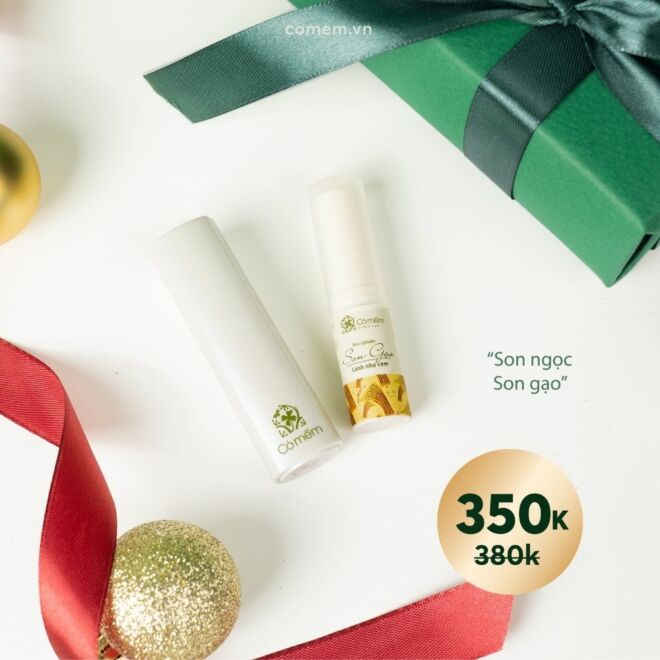 comem.vn
Cỏ mềm
Son Gạo
Lành như cơm
Cỏ mềm
“Son ngọc
Son gạo”
350K
380k